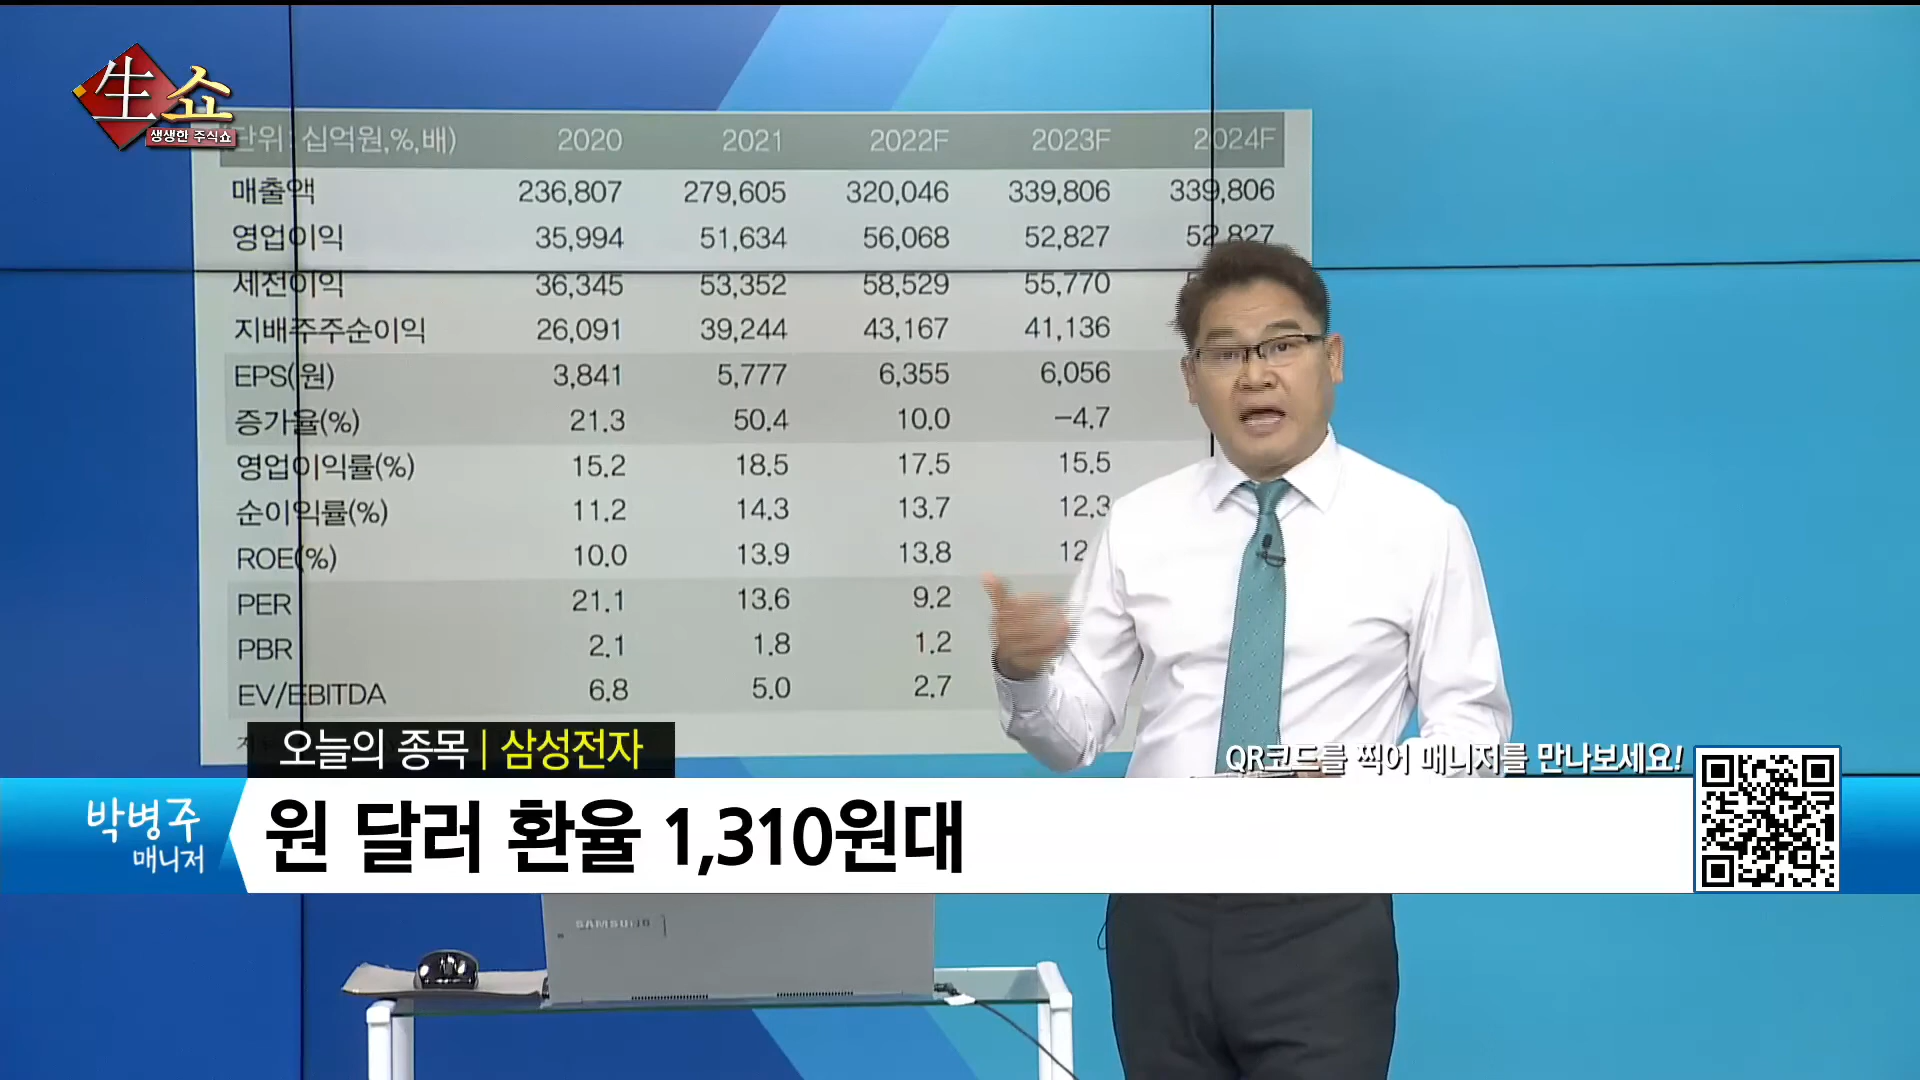 生쇼
생생한 주식쇼
단위: 십억원,%,배) 2020 2021 2022F 2023F 2024F
매출액 236,807 279,605 320,046 339,806 339,806
영업이익 35,994 51,634 56,068 52,827 52,827
세전이익 36,345 53,352 58,529 55,770
지배주주순이익 26,091 39,244 43,167 41,136
EPS(원) 3,841 5,777 6,355 6,056
증가율(%) 21.3 50.4 10.0 −4.7
영업이익률(%) 15.2 18.5 17.5 15.5
순이익률(%) 11.2 14.3 13.7 12.3
ROE(%) 10.0 13.9 13.8 12
PER 21.1 13.6 9.2
PBR 2.1 1.8 1.2
EV/EBITDA 6.8 5.0 2.7
오늘의 종목 | 삼성전자
QR코드를 찍어 매니저를 만나보세요!
박병주
매니저
원 달러 환율 1,310원대
SAMSUNG